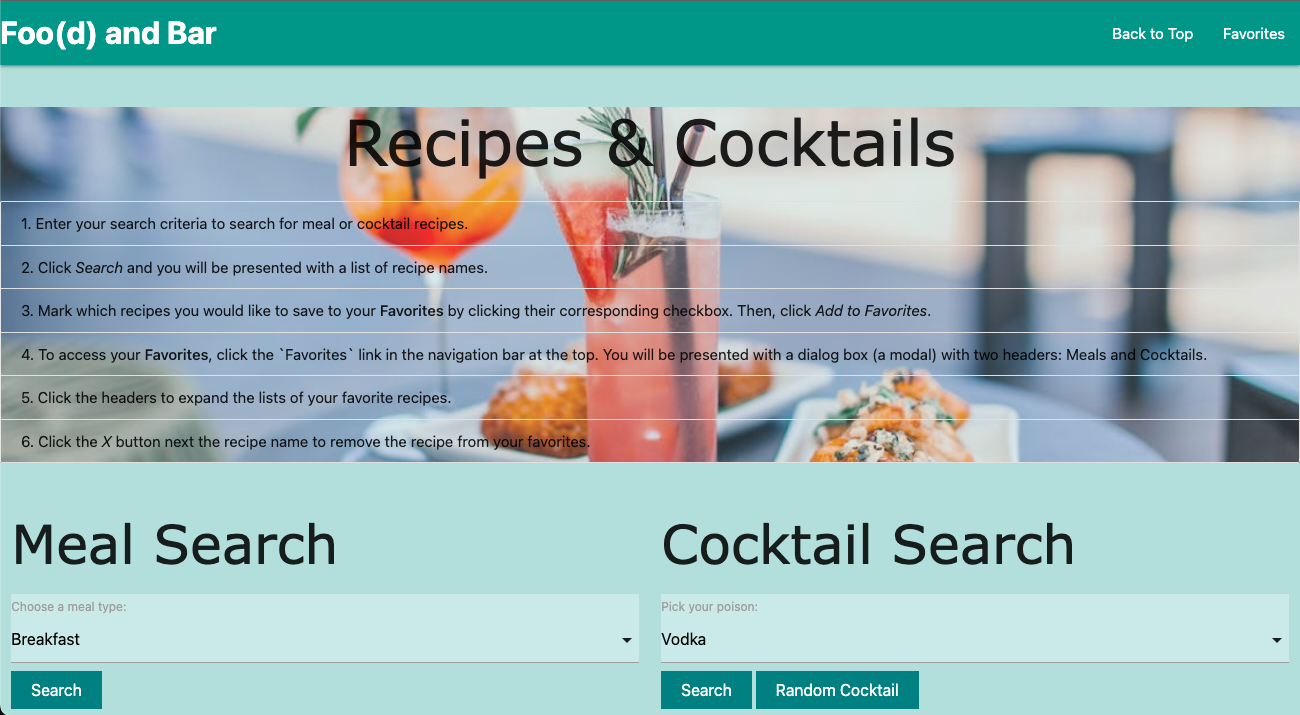 Foo(d) and Bar
Back to Top
Favorites
Recipes & Cocktails
1. Enter your search criteria to search for meal or cocktail recipes.
2. Click Search and you will be presented with a list of recipe names.
3. Mark which recipes you would like to save to your Favorites by clicking their corresponding checkbox. Then, click Add to Favorites.
4. To access your Favorites, click the `Favorites` link in the navigation bar at the top. You will be presented with a dialog box (a modal) with two headers: Meals and Cocktails.
5. Click the headers to expand the lists of your favorite recipes.
6. Click the X button next the recipe name to remove the recipe from your favorites.
Meal Search
Choose a meal type:
Breakfast
Search
Cocktail Search
Pick your poison:
Vodka
Search
Random Cocktail